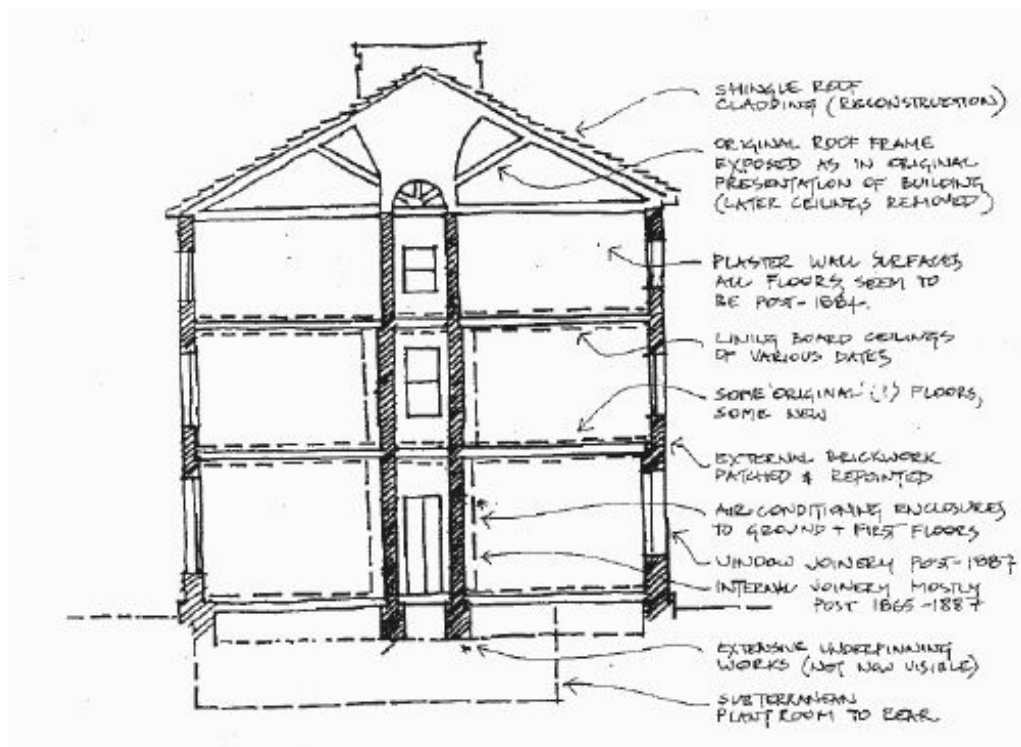 SHINGLE ROOF
CLADDING (RECONSTRUCTION)
ORIGINAL ROOF FRAME
EXPOSED AS IN ORIGINAL
PRESENTATION OF BUILDING
(LATER CEILINGS REMOVED)
PLASTER WALL SURFACES,
ALL FLOORS, SEEM TO
BE POST-1884.
LINING BOARD CEILINGS
OF VARIOUS DATES
SOME 'ORIGINAL' (?) FLOORS,
SOME NEW
EXTERNAL BRICKWORK
PATCHED & REPOINTED
AIR CONDITIONING ENCLOSURES
TO GROUND + FIRST FLOORS
WINDOW JOINERY POST-1887
INTERNAL JOINERY MOSTLY
POST 1865-1887
EXTENSIVE UNDERPINNING
WORKS (NOT NOW VISIBLE)
SUBTERRANEAN
PLANT ROOM TO REAR